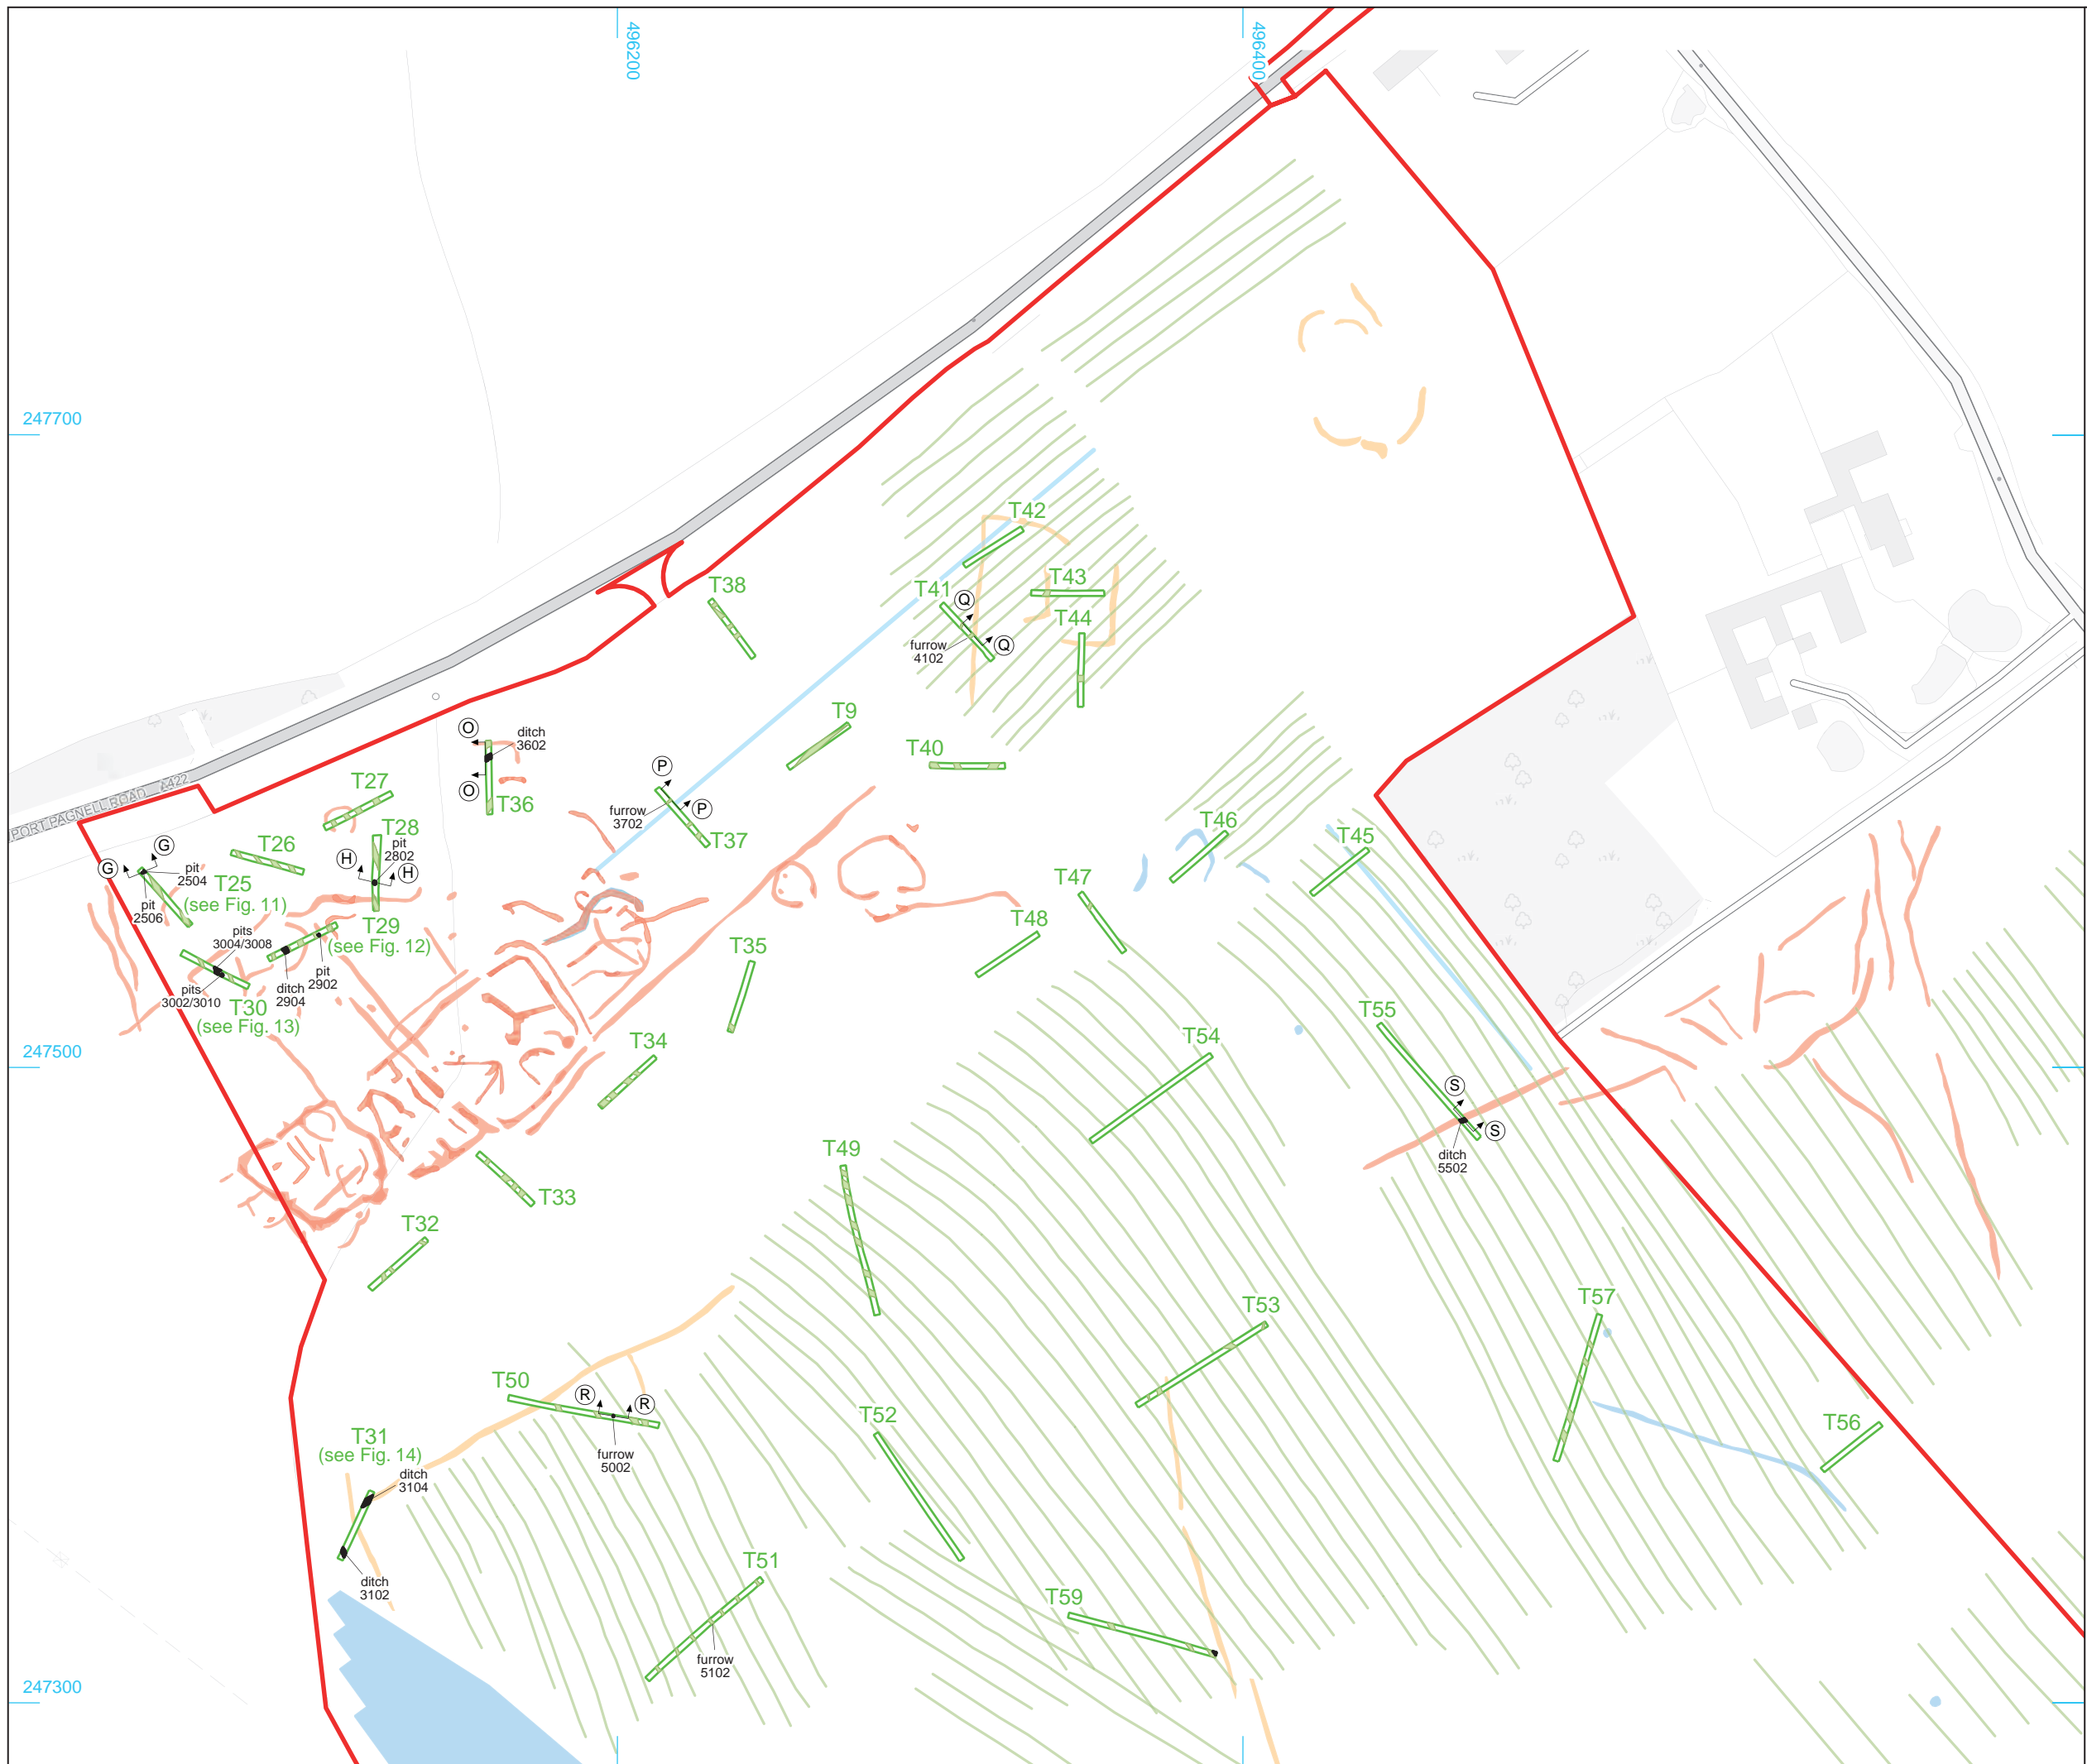 496200
496400
247700
T42
T38
T41
Q
T43
T44
furrow
4102
Q
T9
O
ditch
3602
T40
P
A422
PORT PAGNELL ROAD
O
T36
T27
furrow
3702
P
T37
T46
T45
T28
pit
2802
G
T26
H
H
G
pit
2504
T25
(see Fig. 11)
pit
2506
T47
T48
T29
(see Fig. 12)
pits
3004/3008
T35
pit
2902
ditch
2904
pits
3002/3010
T30
(see Fig. 13)
T55
T34
T54
247500
S
S
ditch
5502
T49
T33
T32
T57
T53
T50
R
R
T52
T56
T31
(see Fig. 14)
furrow
5002
ditch
3104
T51
ditch
3102
T59
furrow
5102
247300